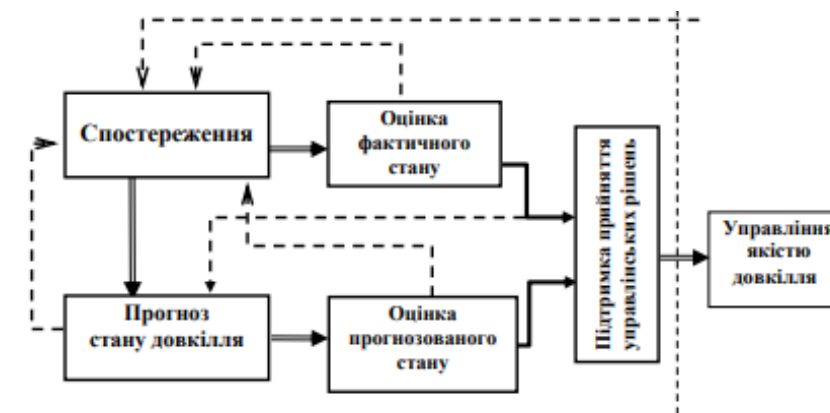 Спостереження
Оцінка
фактичного
стану
Прогноз
стану довкілля
Оцінка
прогнозованого
стану
Підтримка прийняття
управлінських рішень
Управління
якістю
довкілля